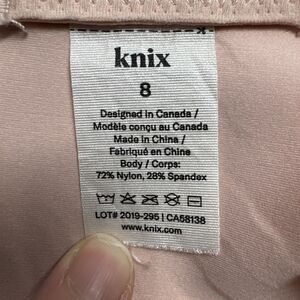 knix
8
Designed in Canada /
Modèle conçu au Canada
Made in China /
Fabriqué en Chine
Body / Corps:
72% Nylon, 28% Spandex
LOT# 2019-295 | CA58138
www.knix.com